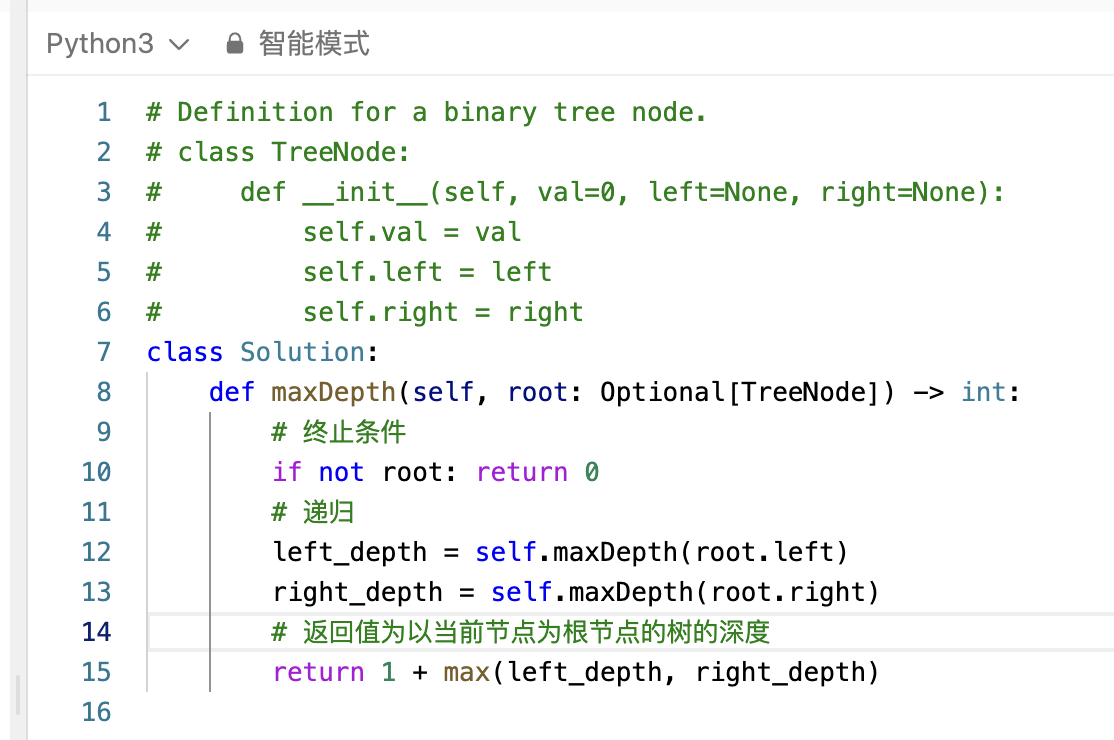 Python3 智能模式
1 # Definition for a binary tree node.
2 # class TreeNode:
3 #     def __init__(self, val=0, left=None, right=None):
4 #         self.val = val
5 #         self.left = left
6 #         self.right = right
7 class Solution:
8     def maxDepth(self, root: Optional[TreeNode]) -> int:
9         # 终止条件
10         if not root: return 0
11         # 递归
12         left_depth = self.maxDepth(root.left)
13         right_depth = self.maxDepth(root.right)
14         # 返回值为以当前节点为根节点的树的深度
15         return 1 + max(left_depth, right_depth)
16